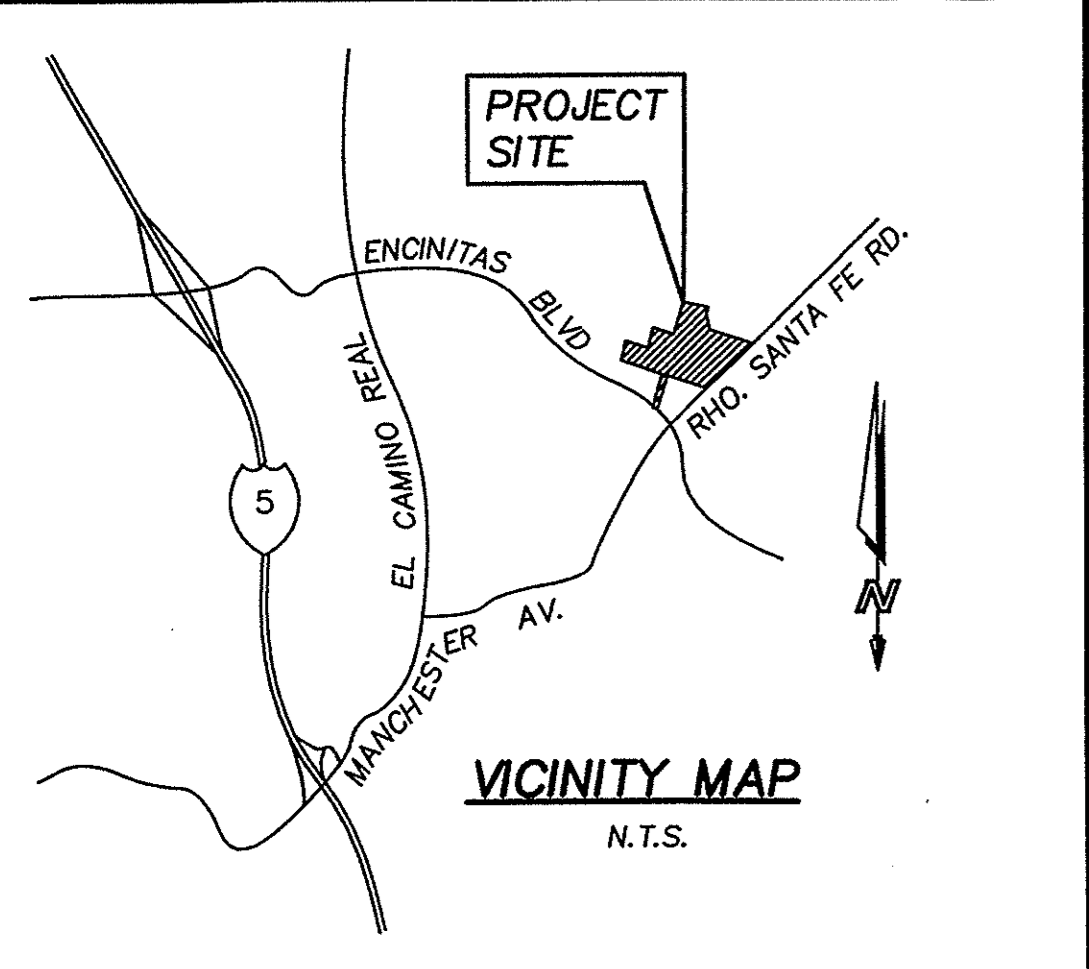 PROJECT
SITE
ENCINITAS
BLVD
RHO. SANTA FE RD.
EL CAMINO REAL
5
MANCHESTER AV.
N
VICINITY MAP
N.T.S.